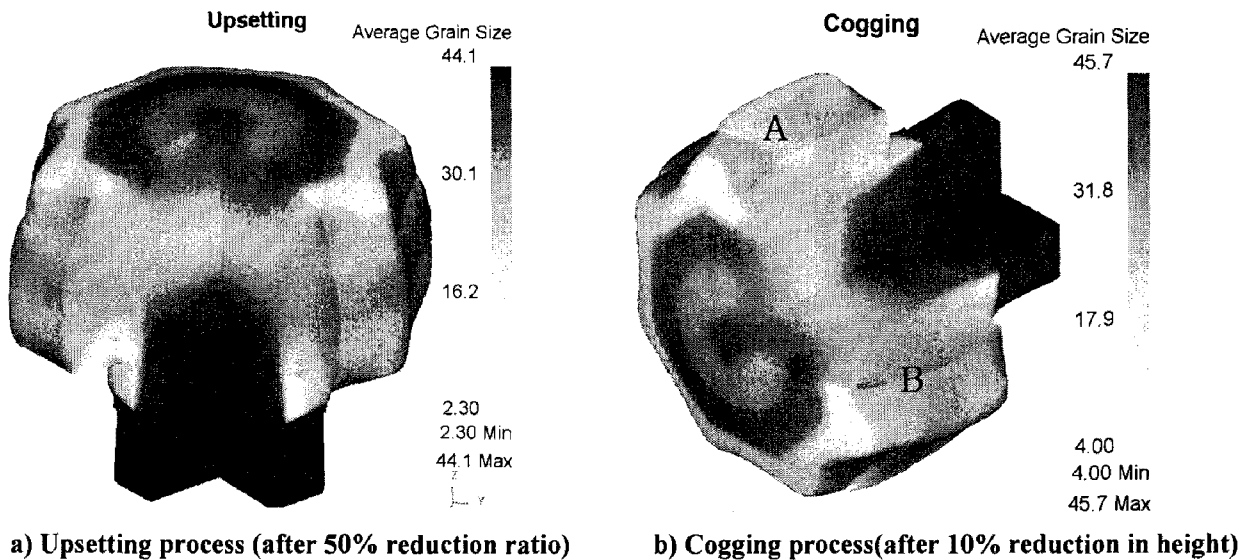 Upsetting
Average Grain Size
44.1
30.1
16.2
2.30
2.30 Min
44.1 Max
Y
a) Upsetting process (after 50% reduction ratio)
Cogging
Average Grain Size
45.7
31.8
17.9
4.00
4.00 Min
45.7 Max
A
B
b) Cogging process(after 10% reduction in height)